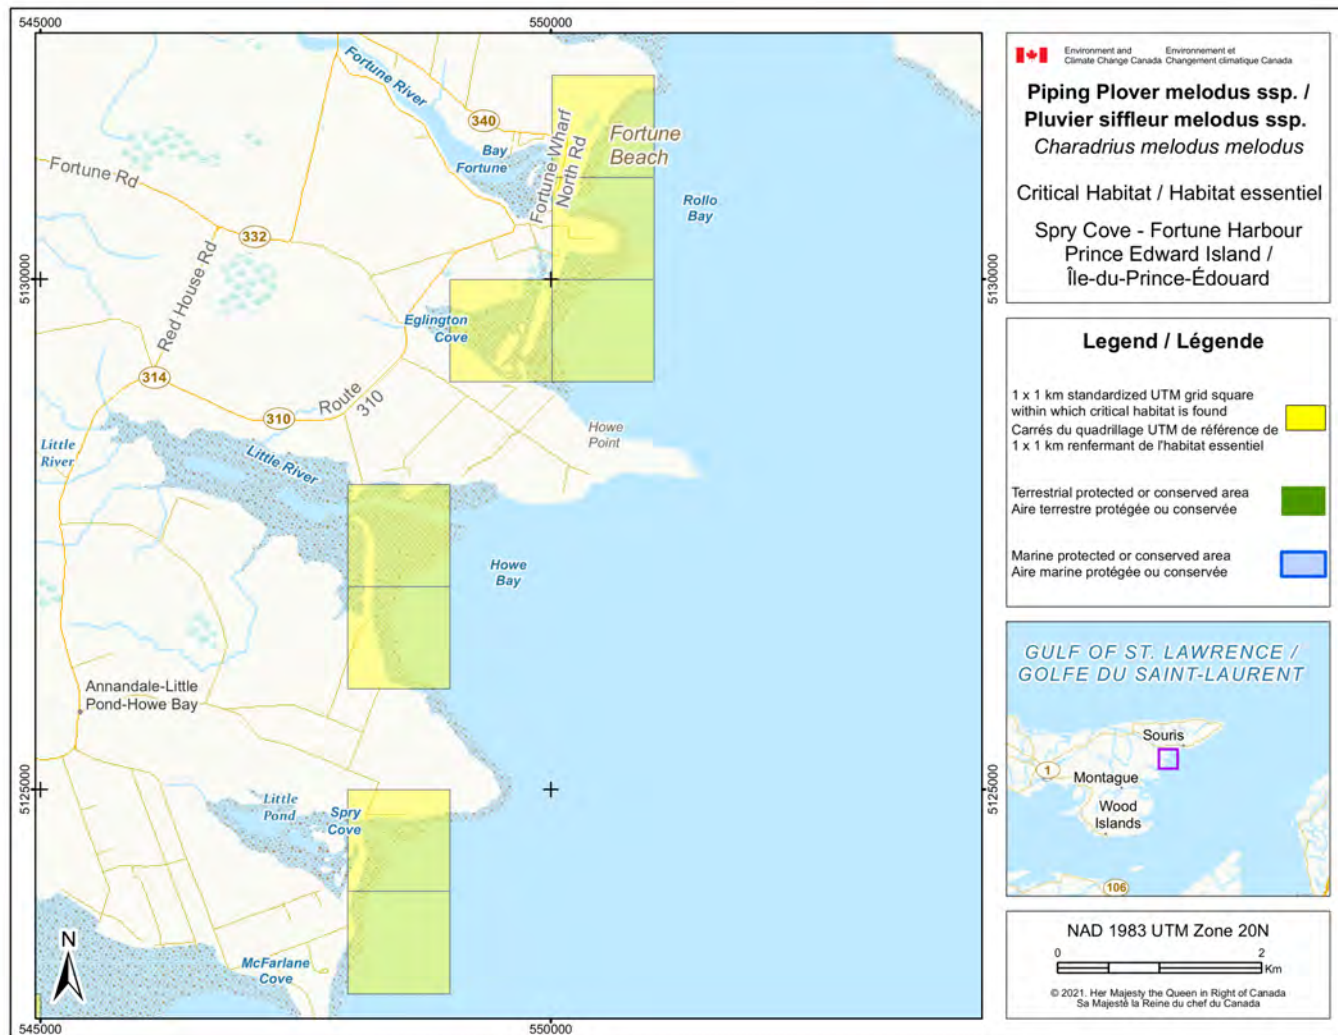 545000
550000
Fortune River
340
Bay
Fortune
Fortune Wharf
North Rd
Fortune
Beach
Fortune Rd
332
Red House Rd
Rollo
Bay
5130000
5130000
Eglington
Cove
314
310
Route
310
Howe
Point
Little
River
Little River
Howe
Bay
Annandale-Little
Pond-Howe Bay
5125000
5125000
Little
Pond
Spry
Cove
McFarlane
Cove
N
545000
550000
Environment and
Climate Change Canada
Environnement et
Changement climatique Canada
Piping Plover melodus ssp. /
Pluvier siffleur melodus ssp.
Charadrius melodus melodus
Critical Habitat / Habitat essentiel
Spry Cove - Fortune Harbour
Prince Edward Island /
Île-du-Prince-Édouard
Legend / Légende
1 x 1 km standardized UTM grid square
within which critical habitat is found
Carrés du quadrillage UTM de référence de
1 x 1 km renfermant de l'habitat essentiel
Terrestrial protected or conserved area
Aire terrestre protégée ou conservée
Marine protected or conserved area
Aire marine protégée ou conservée
GULF OF ST. LAWRENCE /
GOLFE DU SAINT-LAURENT
Souris
1
Montague
Wood
Islands
106
NAD 1983 UTM Zone 20N
0 2
Km
© 2021. Her Majesty the Queen in Right of Canada
Sa Majesté la Reine du chef du Canada